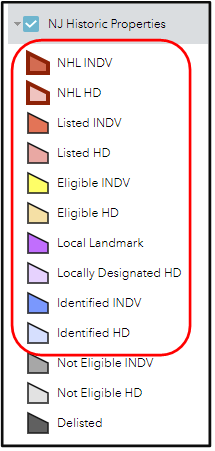 NJ Historic Properties
NHL INDV
NHL HD
Listed INDV
Listed HD
Eligible INDV
Eligible HD
Local Landmark
Locally Designated HD
Identified INDV
Identified HD
Not Eligible INDV
Not Eligible HD
Delisted